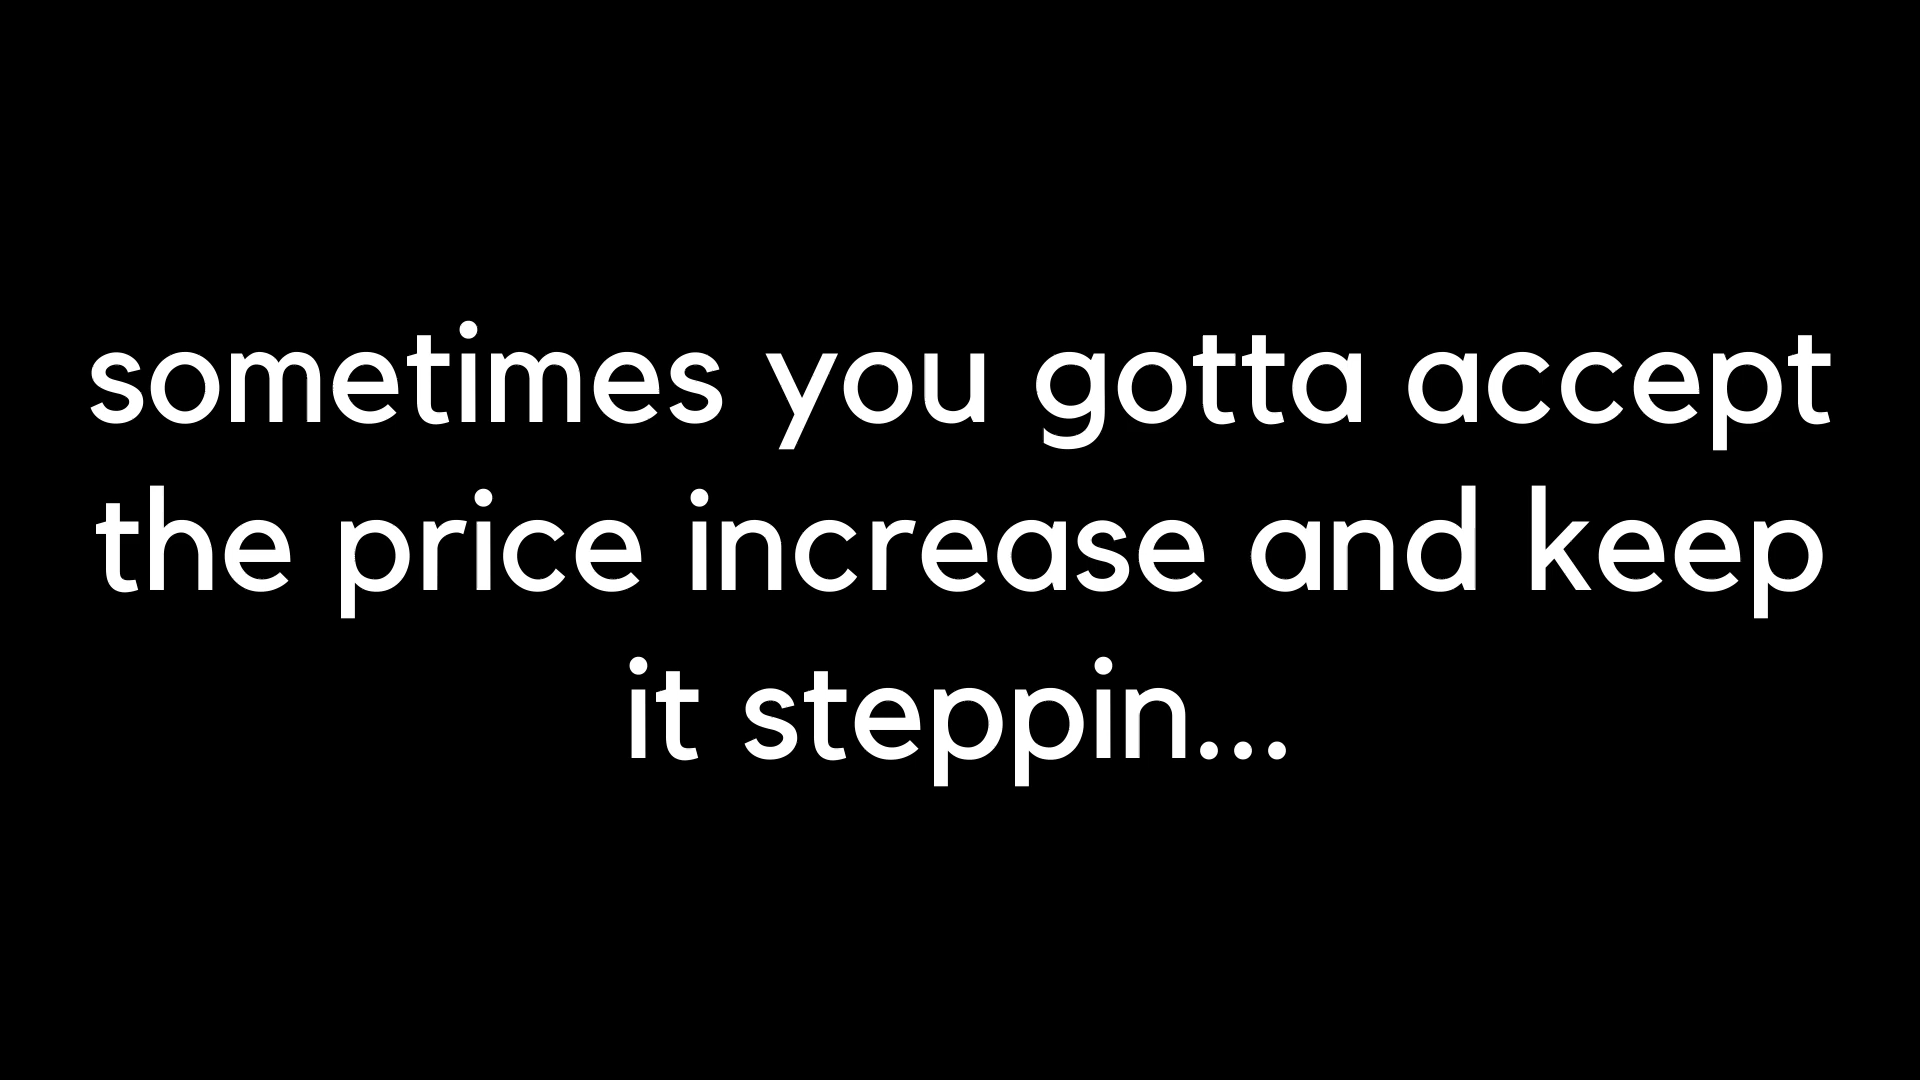 sometimes you gotta accept
the price increase and keep
it steppin...